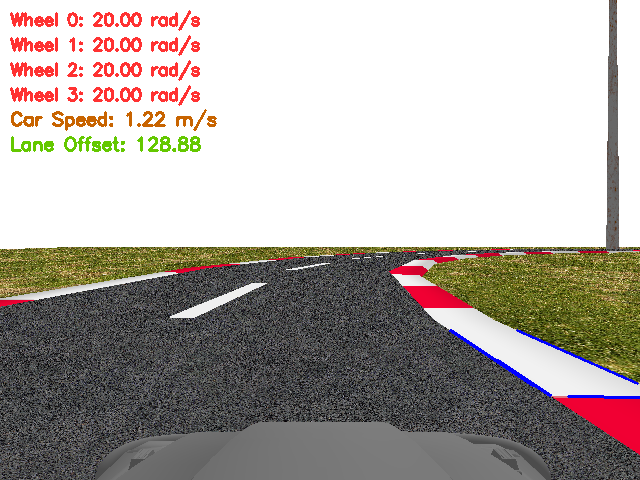 Wheel 0: 20.00 rad/s
Wheel 1: 20.00 rad/s
Wheel 2: 20.00 rad/s
Wheel 3: 20.00 rad/s
Car Speed: 1.22 m/s
Lane Offset: 128.88